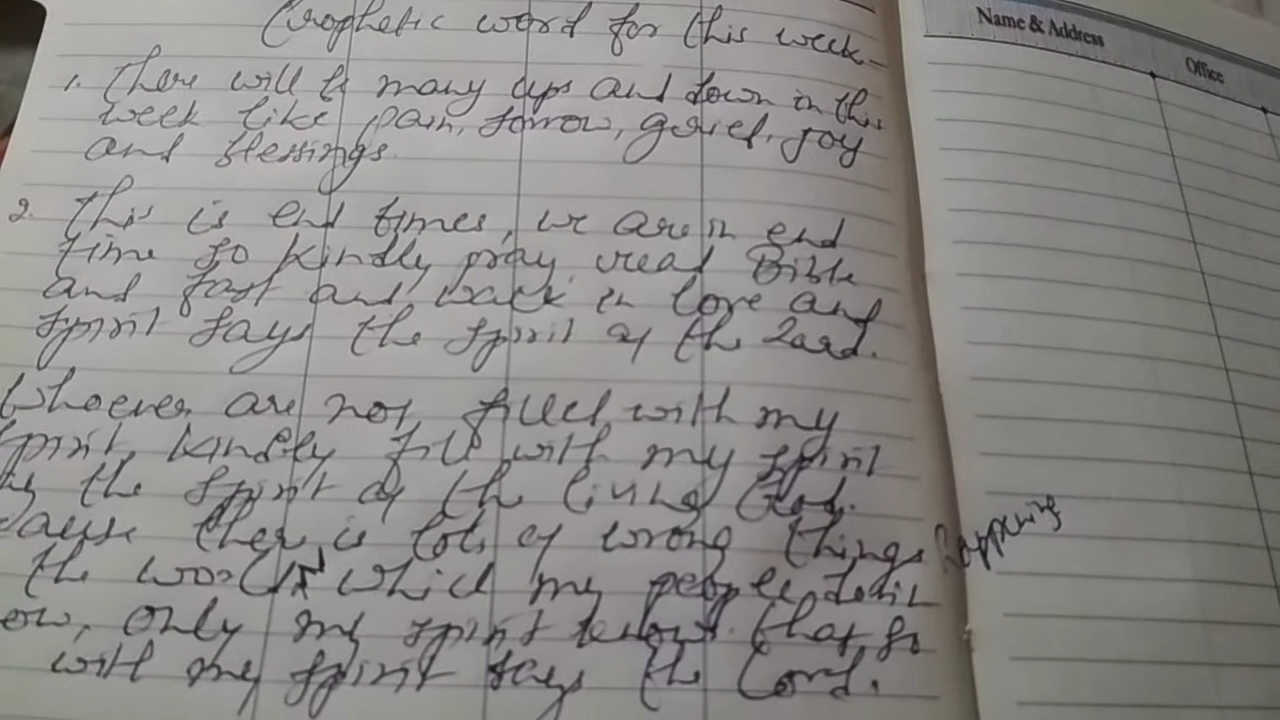 Prophetic word for this week.
1. There will be many ups and down in this
week like pain, sorrow, grief, joy
and blessings.
2. This is end times, we are in end
time so kindly pray, read Bible
and fast and walk in love and
spirit says the spirit of the Lord.
Whoever are not filled with my
spirit kindly fill with my spirit
the spirit of the living God.
cause there is lots of wrong things happening
the world which my people didn't
ow, only my spirit knows that, so
with my spirit says the Lord.
Name & Address
Office